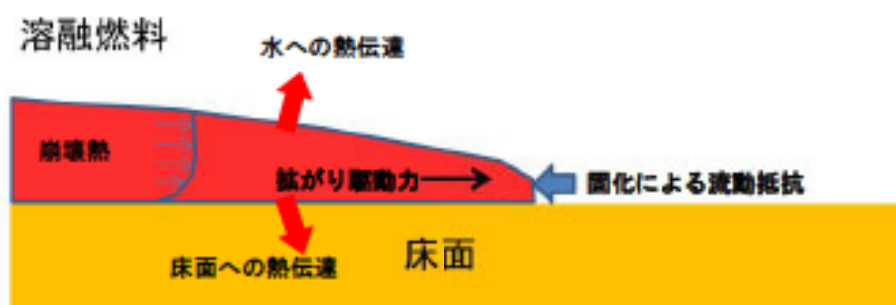 溶融燃料
水への熱伝達
崩壊熱
拡がり駆動力
固化による流動抵抗
床面への熱伝達
床面